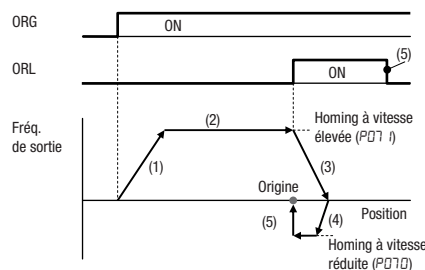 ORG
ON
ORL
ON
(5)
Fréq.
de sortie
(2)
Homing à vitesse
élevée (P071)
(1)
(3)
Origine
Position
(5)
(4)
Homing à vitesse
réduite (P070)